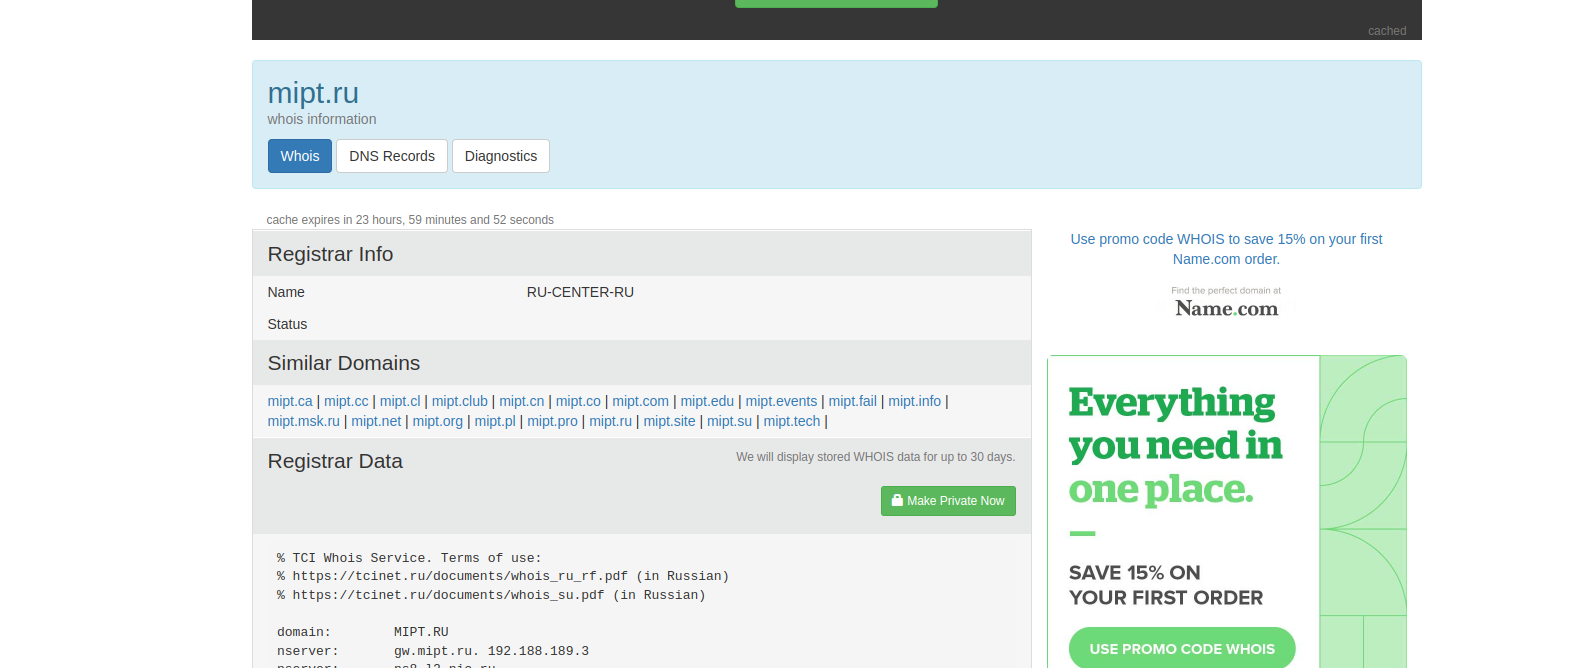 cached
mipt.ru
whois information
Whois DNS Records Diagnostics
cache expires in 23 hours, 59 minutes and 52 seconds
Registrar Info
Name RU-CENTER-RU
Status
Similar Domains
mipt.ca | mipt.cc | mipt.cl | mipt.club | mipt.cn | mipt.co | mipt.com | mipt.edu | mipt.events | mipt.fail | mipt.info |
mipt.msk.ru | mipt.net | mipt.org | mipt.pl | mipt.pro | mipt.ru | mipt.site | mipt.su | mipt.tech |
Registrar Data
We will display stored WHOIS data for up to 30 days.
Make Private Now
% TCI Whois Service. Terms of use:
% https://tcinet.ru/documents/whois_ru_rf.pdf (in Russian)
% https://tcinet.ru/documents/whois_su.pdf (in Russian)
domain: MIPT.RU
nserver: gw.mipt.ru. 192.188.189.3
nserver: ns8-l2.nic.ru.
Use promo code WHOIS to save 15% on your first
Name.com order.
Find the perfect domain at
Name.com
Everything
you need in
one place.
SAVE 15% ON
YOUR FIRST ORDER
USE PROMO CODE WHOIS